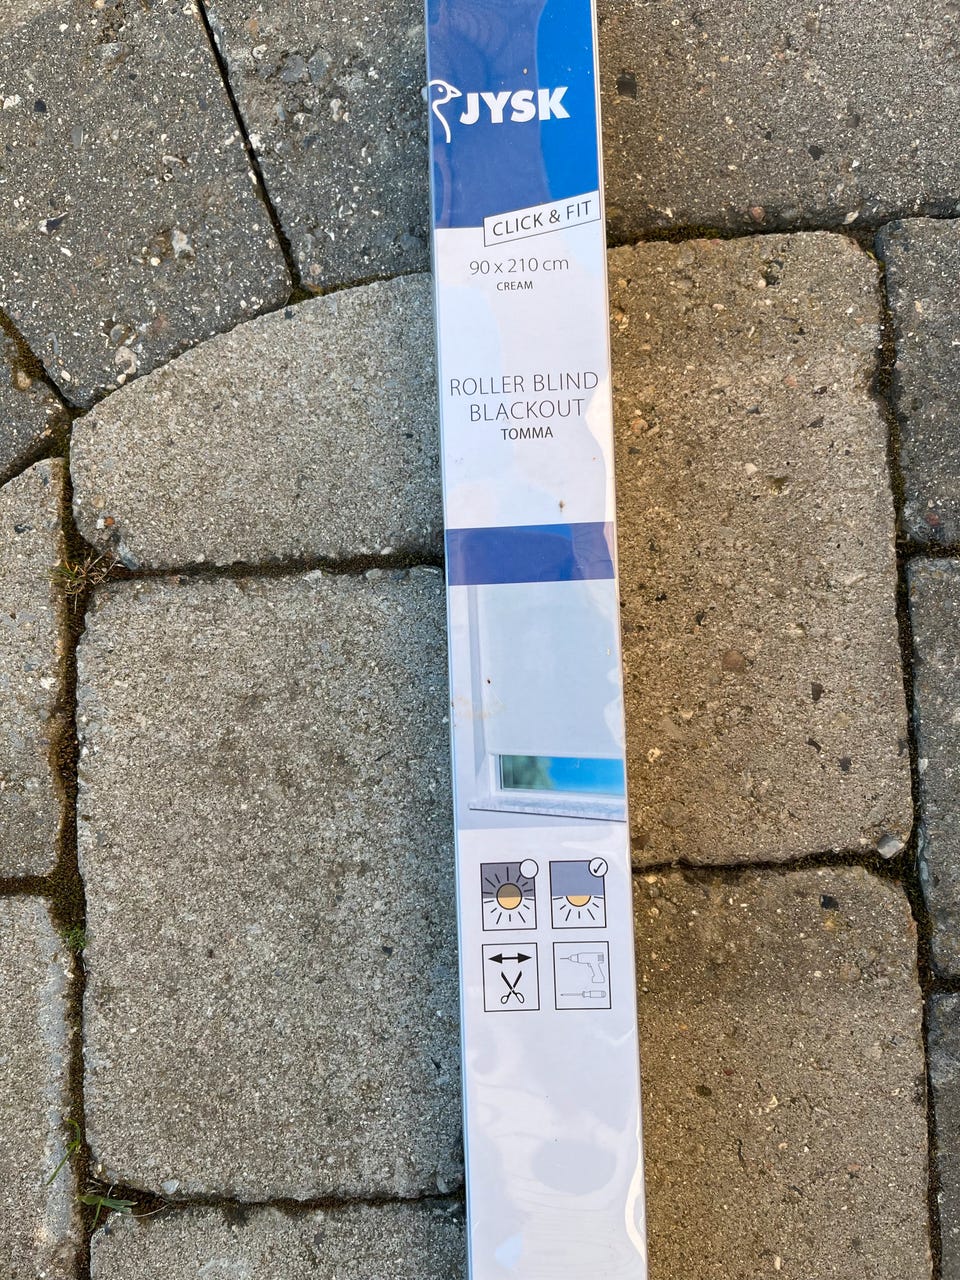 JYSK
CLICK & FIT
90 x 210 cm
CREAM
ROLLER BLIND
BLACKOUT
TOMMA